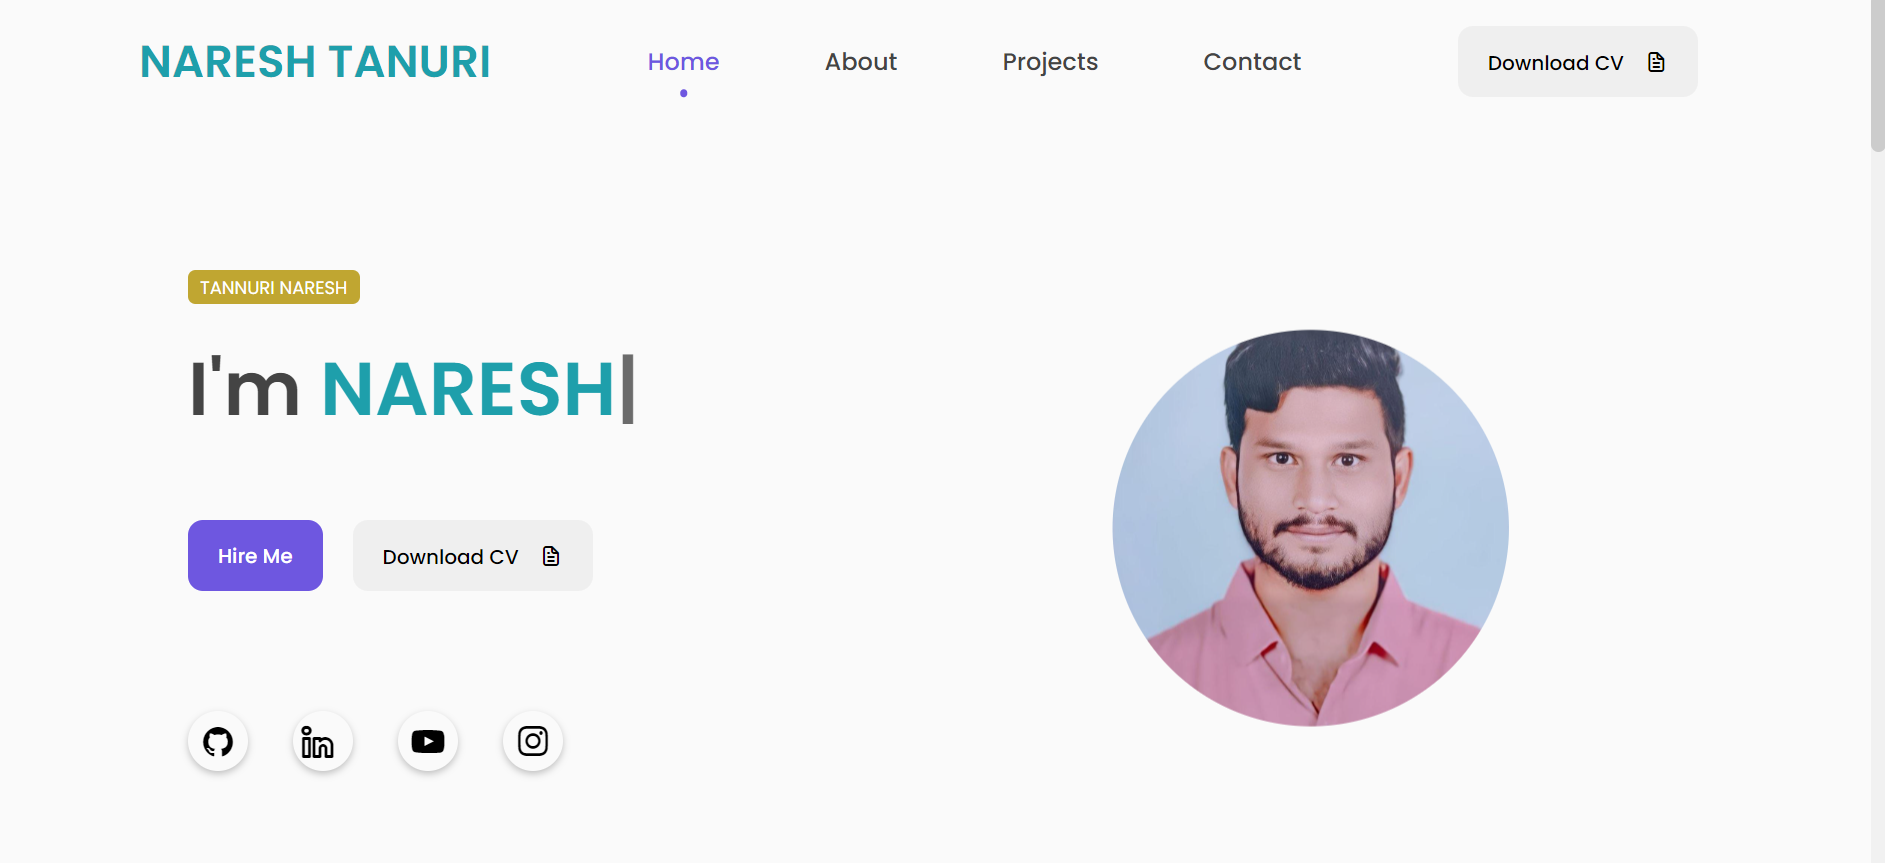 NARESH TANURI
Home
About
Projects
Contact
Download CV
TANNURI NARESH
I'm NARESH|
Hire Me
Download CV